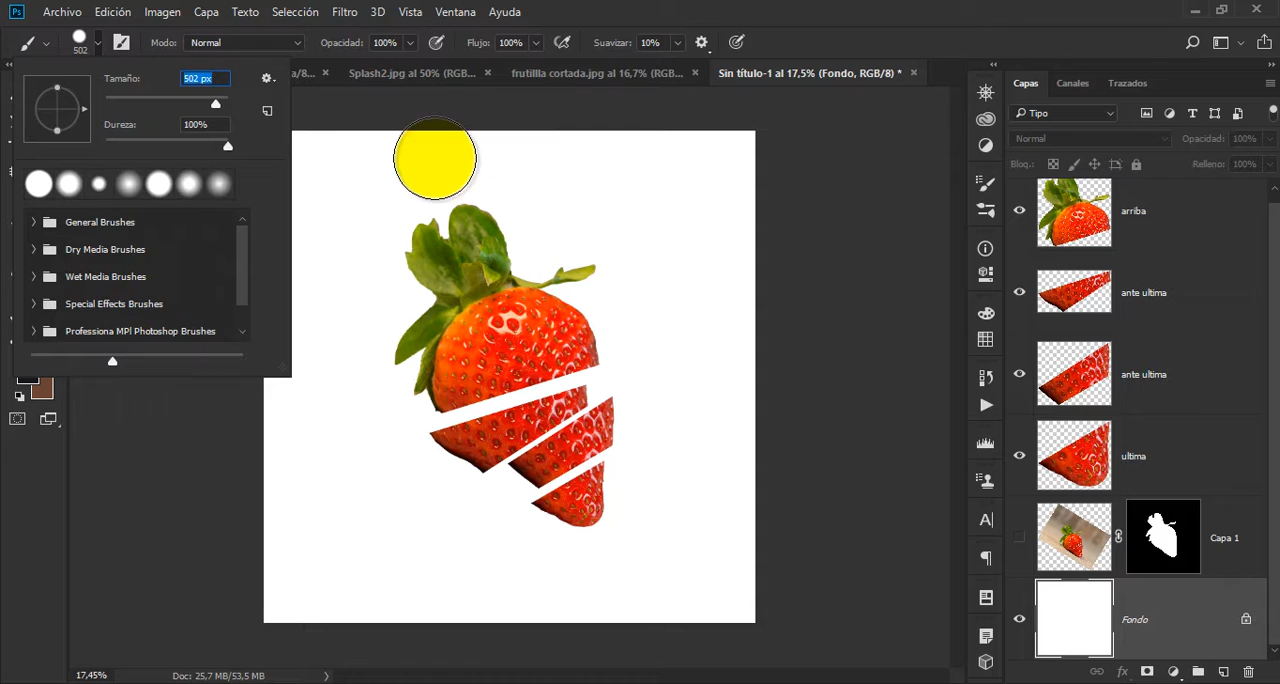 Ps Archivo Edición Imagen Capa Texto Selección Filtro 3D Vista Ventana Ayuda
502 Modo: Normal Opacidad: 100% Flujo: 100% Suavizar: 10%
a/8... × Splash2.jpg al 50% (RGB... × frutillla cortada.jpg al 16,7% (RGB... × Sin título-1 al 17,5% (Fondo, RGB/8) * ×
Tamaño: 502 px
Dureza: 100%
General Brushes
Dry Media Brushes
Wet Media Brushes
Special Effects Brushes
Professiona MPl Photoshop Brushes
Capas Canales Trazados
Tipo
Normal Opacidad: 100%
Bloq.: Relleno: 100%
arriba
ante ultima
ante ultima
ultima
Capa 1
Fondo
17,45% Doc: 25,7 MB/53,5 MB